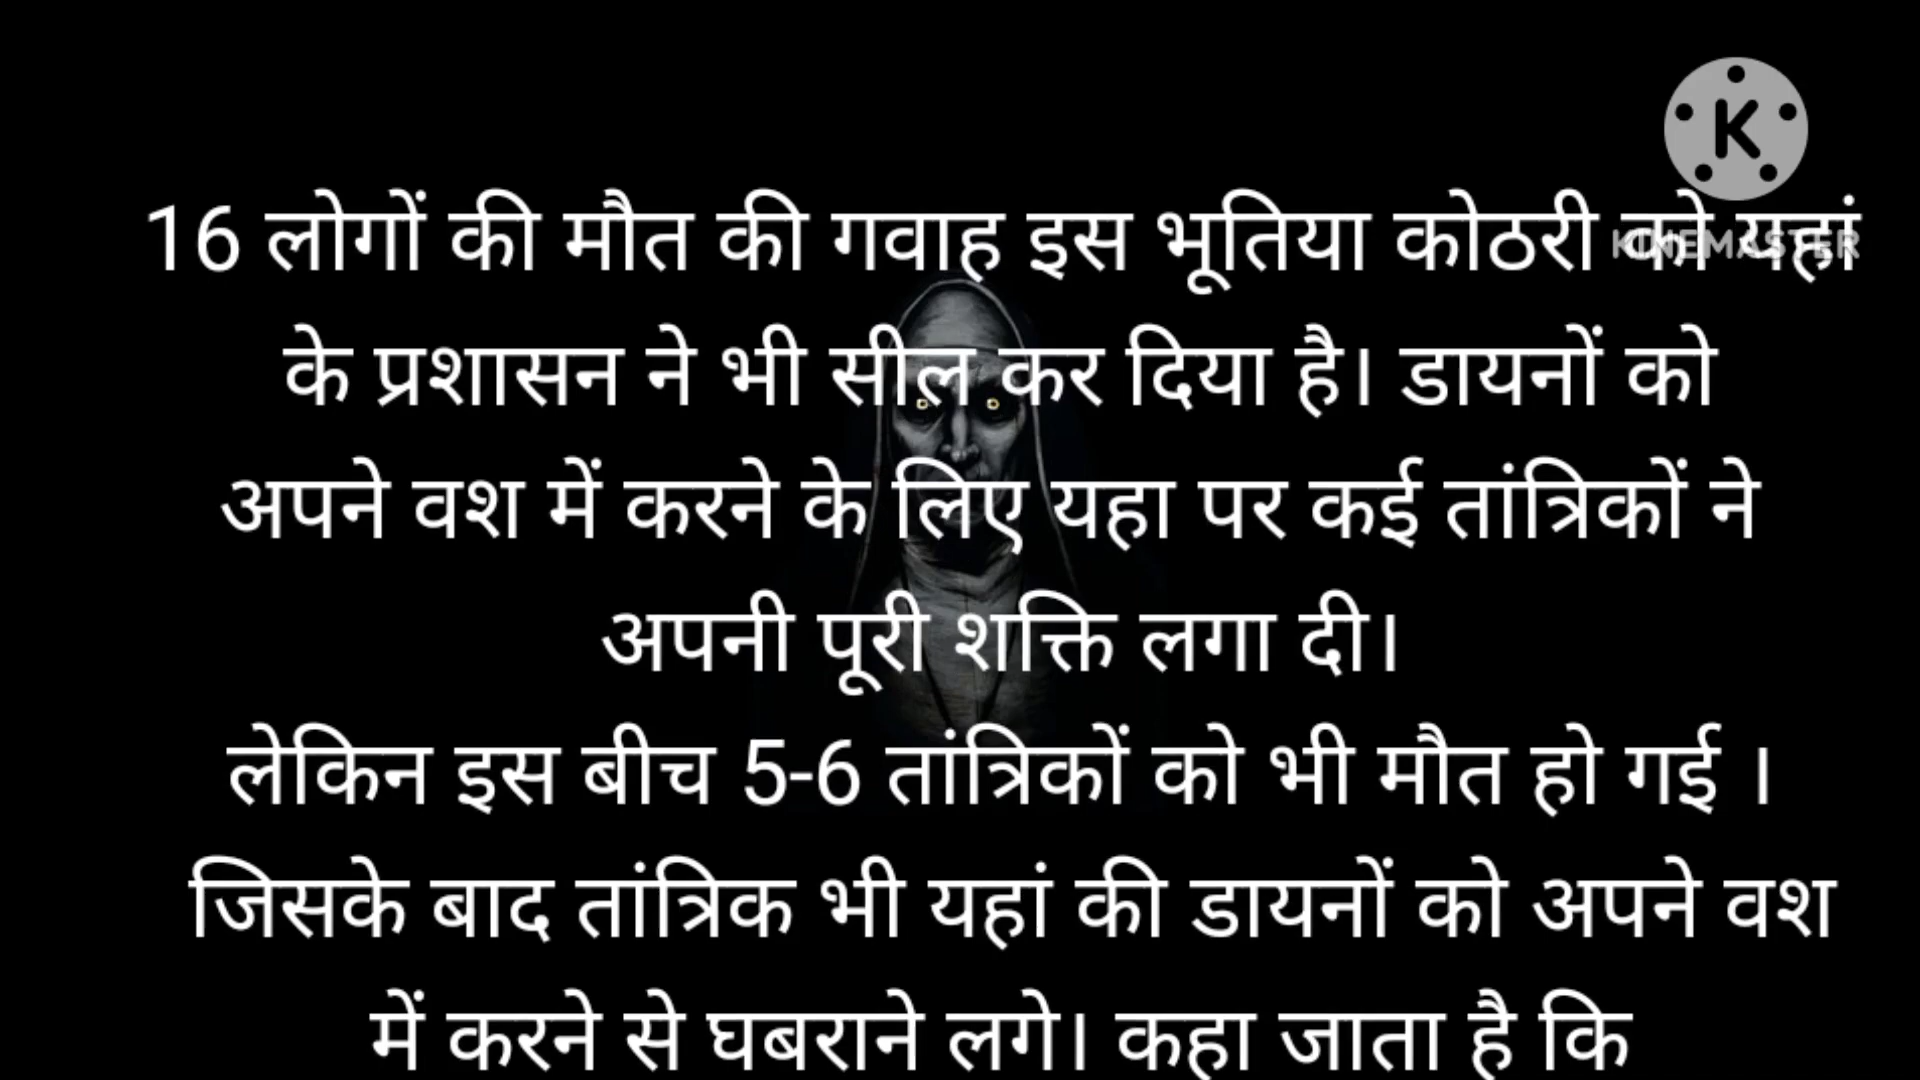 16 लोगों की मौत की गवाह इस भूतिया कोठरी को यहां
के प्रशासन ने भी सील कर दिया है। डायनों को
अपने वश में करने के लिए यहा पर कई तांत्रिकों ने
अपनी पूरी शक्ति लगा दी।
लेकिन इस बीच 5-6 तांत्रिकों को भी मौत हो गई ।
जिसके बाद तांत्रिक भी यहां की डायनों को अपने वश
में करने से घबराने लगे। कहा जाता है कि
K
KINEMASTER